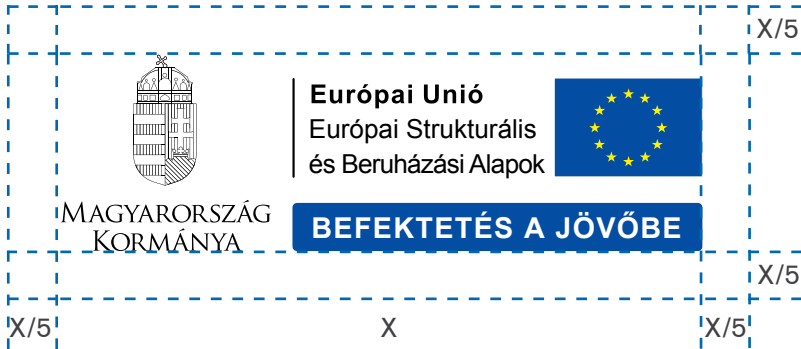 X/5
Európai Unió
Európai Strukturális
és Beruházási Alapok
MAGYARORSZÁG
KORMÁNYA
BEFEKTETÉS A JÖVŐBE
X/5
X/5
X
X/5